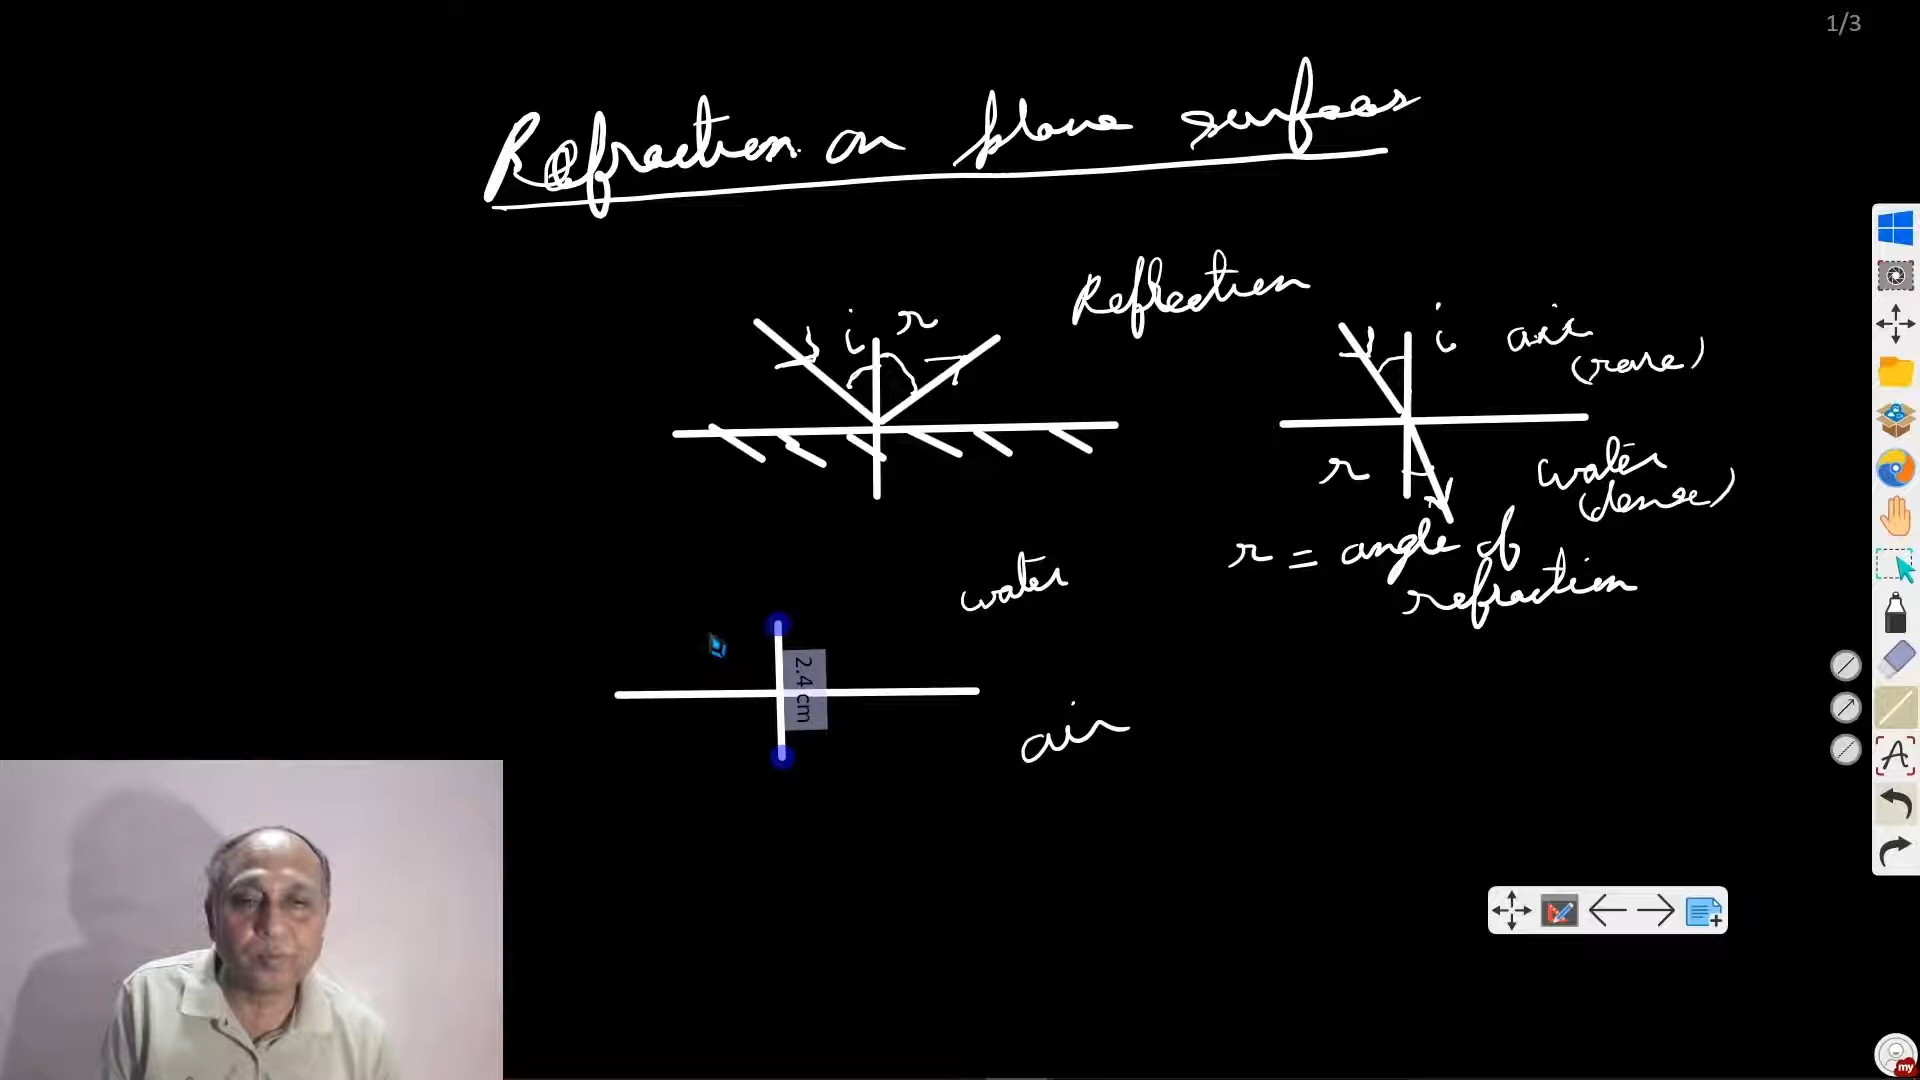 1/3
Refraction on plane surfaces
Reflection
i r
i air
(rare)
r water
(dense)
r = angle of
refraction
water
2.4 cm
air
A
my